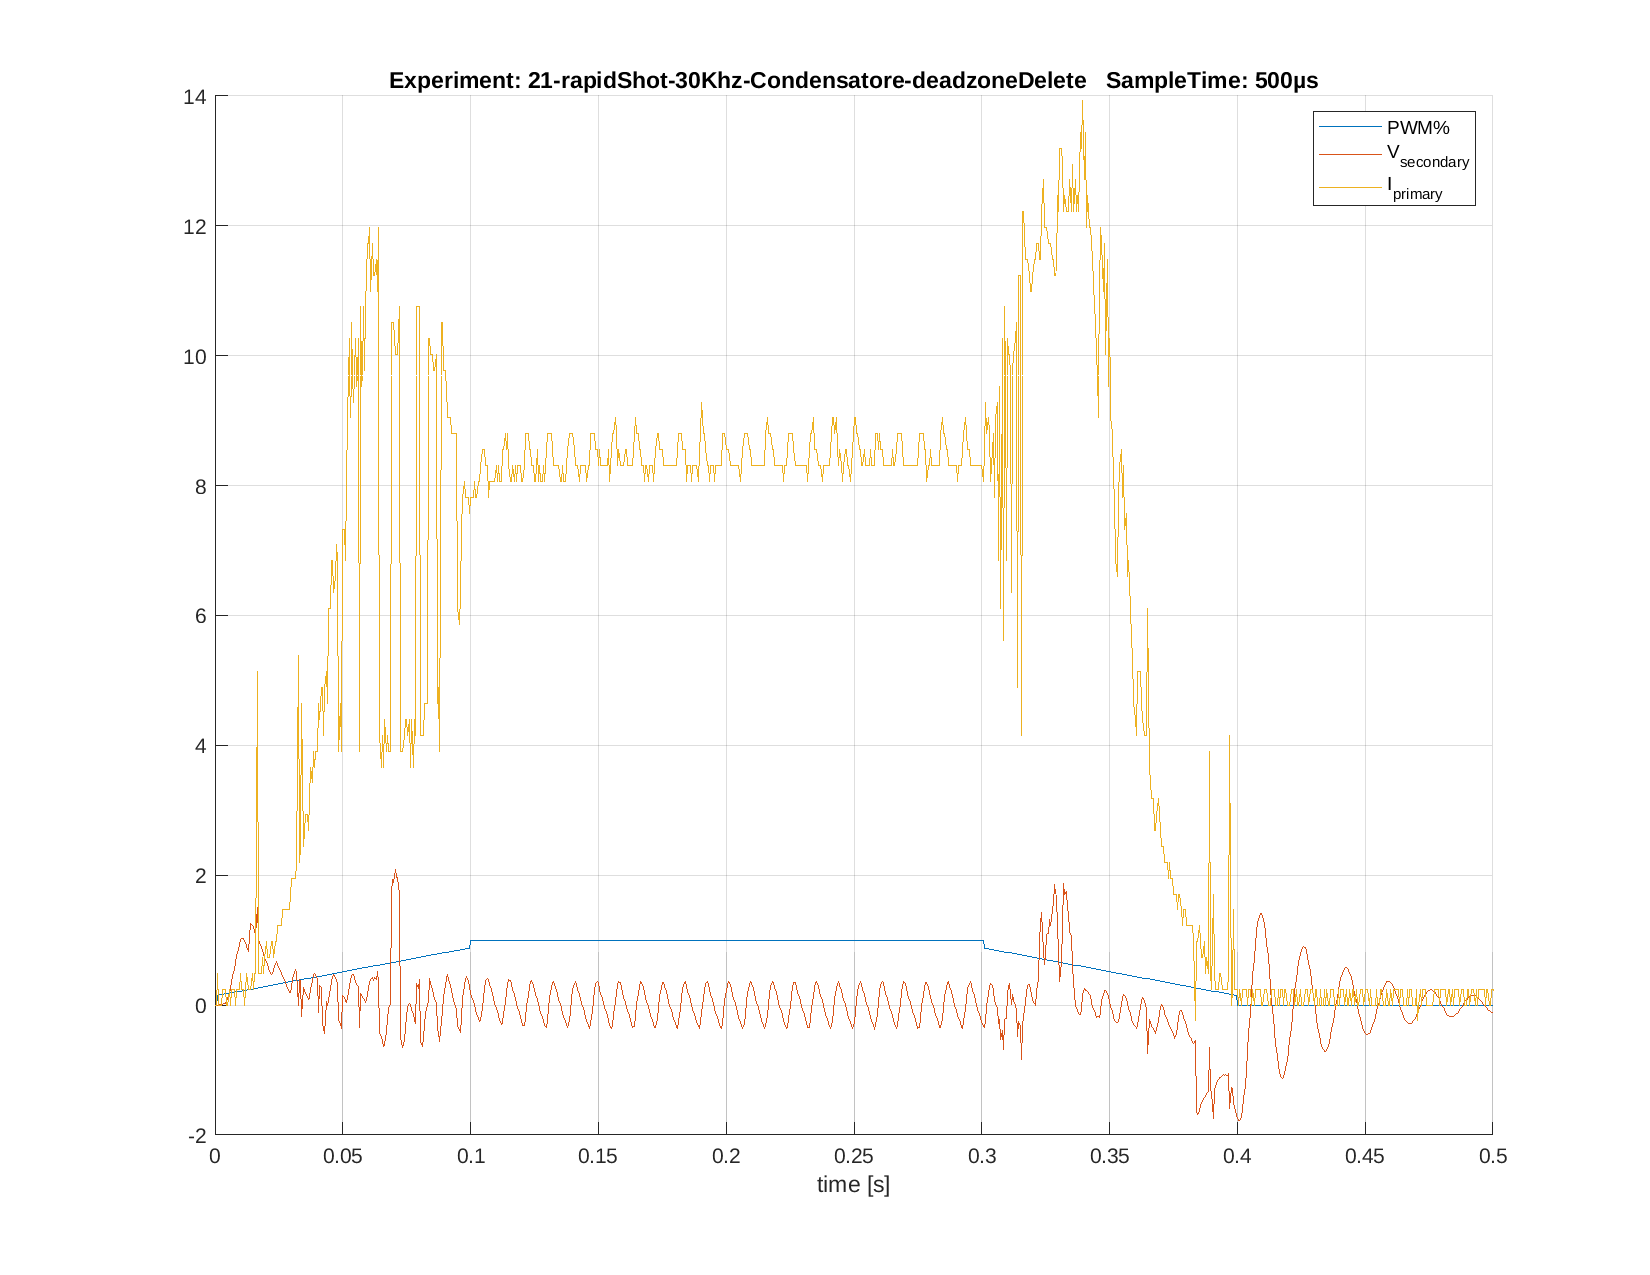 Experiment: 21-rapidShot-30Khz-Condensatore-deadzoneDelete   SampleTime: 500µs
14
12
10
8
6
4
2
0
-2
PWM%
Vsecondary
Iprimary
0 0.05 0.1 0.15 0.2 0.25 0.3 0.35 0.4 0.45 0.5
time [s]